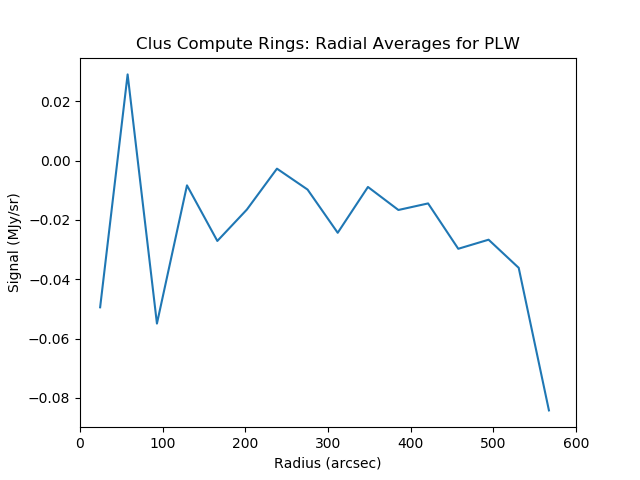 Clus Compute Rings: Radial Averages for PLW
Signal (MJy/sr)
0.02
0.00
−0.02
−0.04
−0.06
−0.08
0 100 200 300 400 500 600
Radius (arcsec)